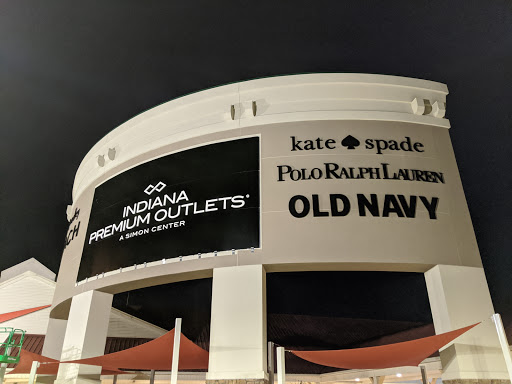 INDIANA
PREMIUM OUTLETS®
A SIMON CENTER
kate spade
POLO RALPH LAUREN
OLD NAVY